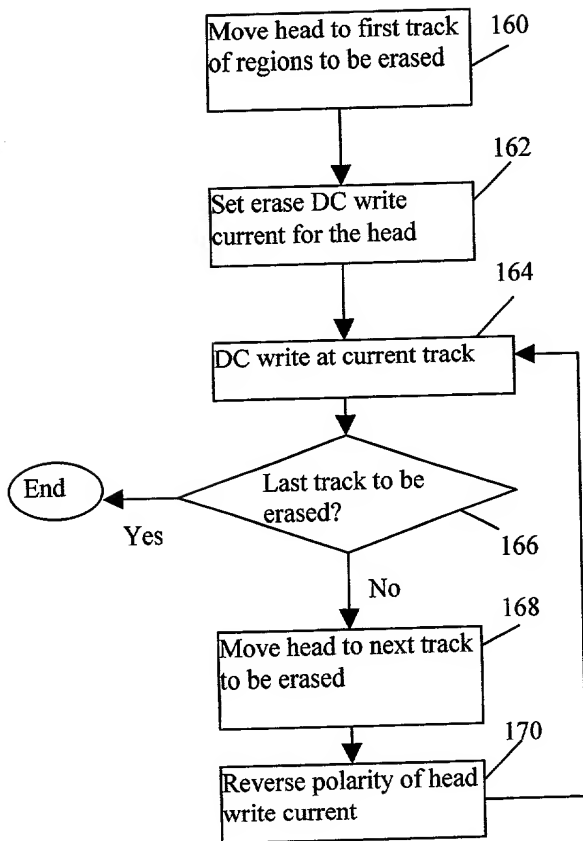 Move head to first track
of regions to be erased
160
162
Set erase DC write
current for the head
164
DC write at current track
Last track to be
erased?
End
Yes
166
No
168
Move head to next track
to be erased
170
Reverse polarity of head
write current